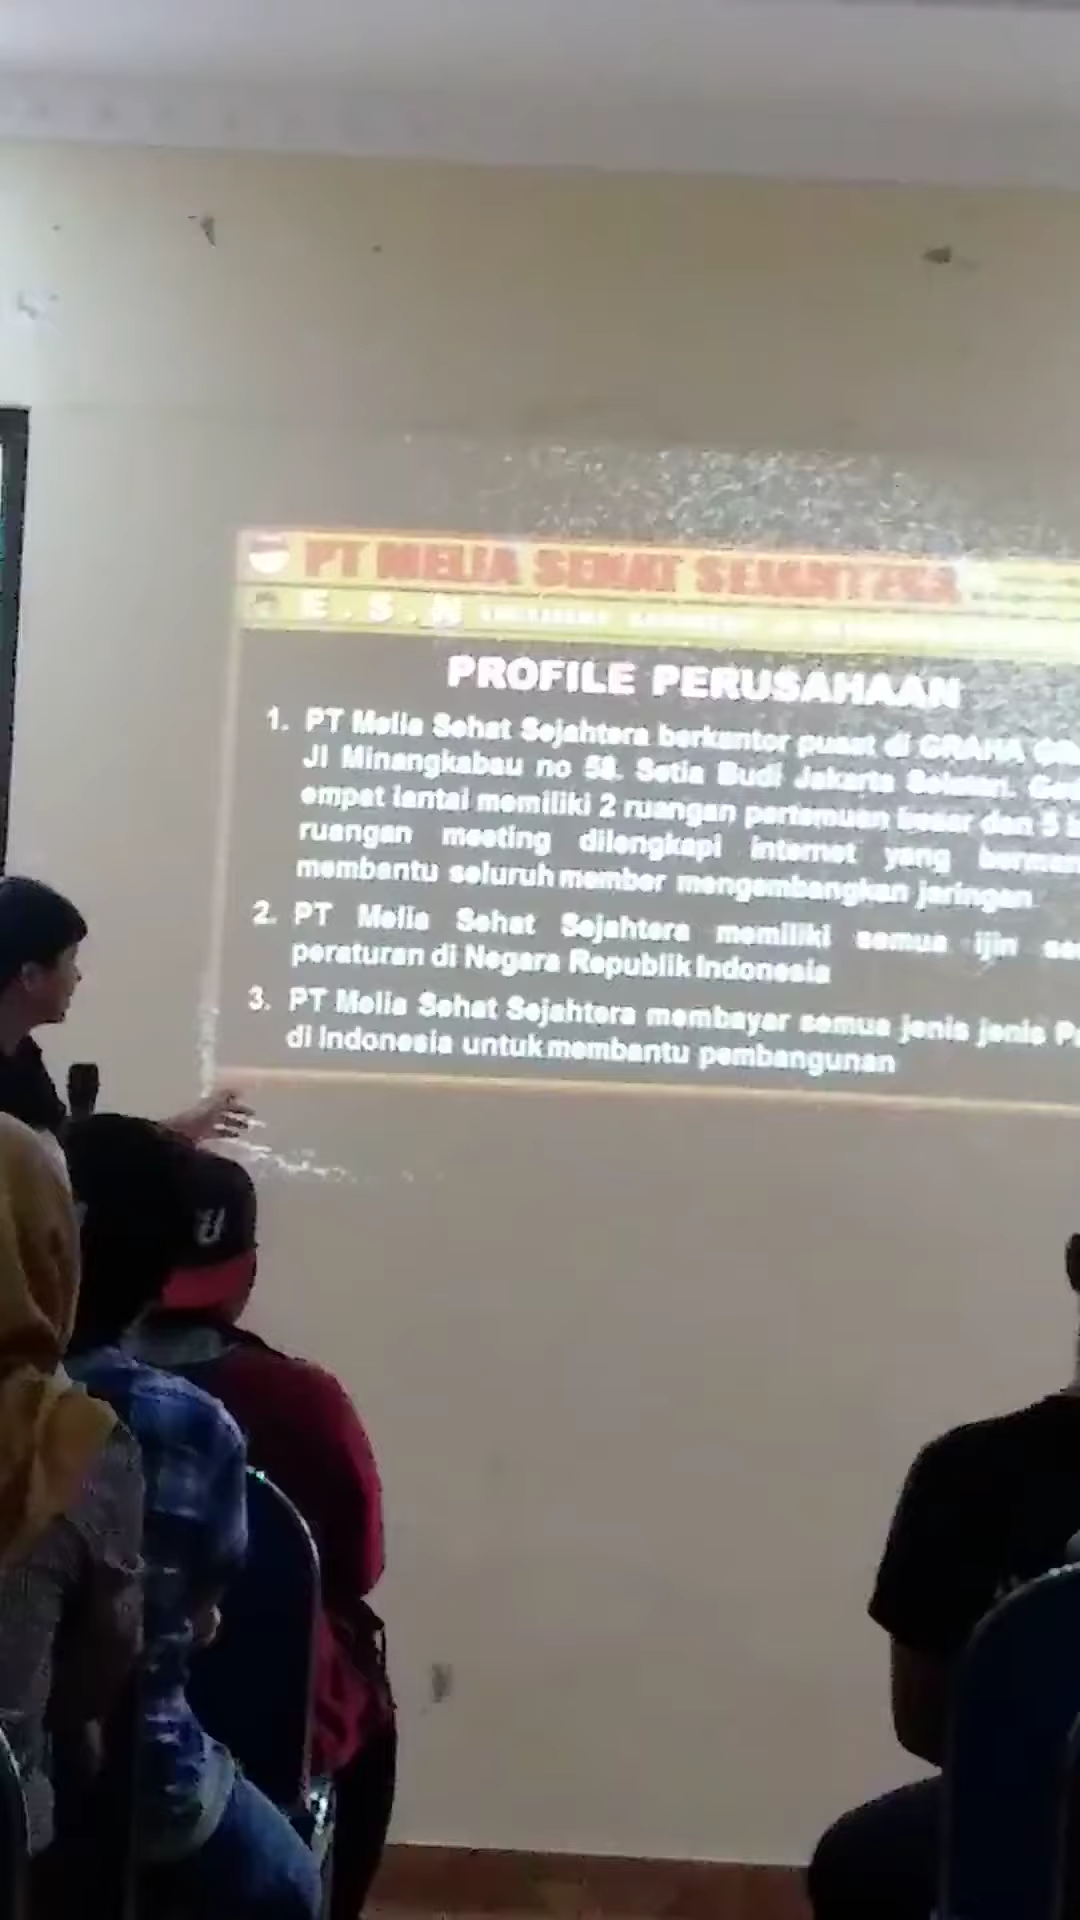 PT MELIA SEHAT SEJAHTERA
E.S.N
PROFILE PERUSAHAAN
1. PT Melia Sehat Sejahtera berkantor pusat di GRAHA
Jl Minangkabau no 58. Setia Budi Jakarta Selatan.
empat lantai memiliki 2 ruangan pertemuan besar dan 5
ruangan meeting dilengkapi internet yang
membantu seluruh member mengembangkan jaringan
2. PT Melia Sehat Sejahtera memiliki semua ijin
peraturan di Negara Republik Indonesia
3. PT Melia Sehat Sejahtera membayar semua jenis jenis
di Indonesia untuk membantu pembangunan